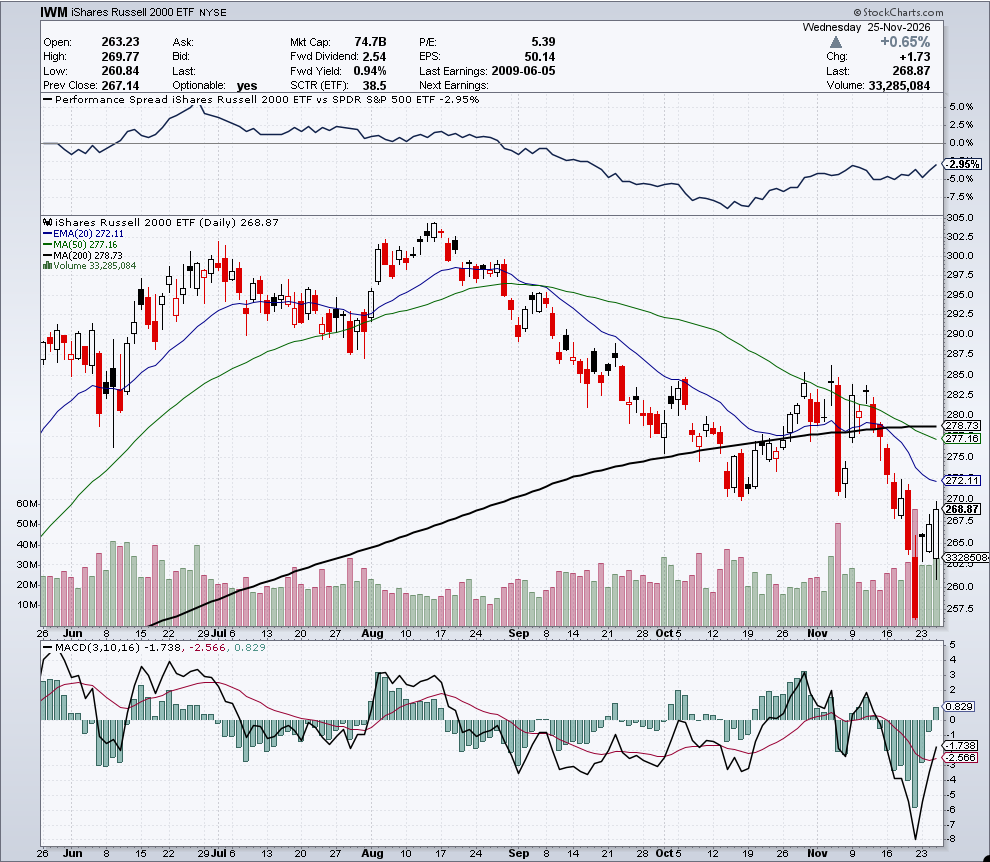 IWM iShares Russell 2000 ETF NYSE
© StockCharts.com
Wednesday 25-Nov-2026
Open: 263.23 Ask: Mkt Cap: 74.7B P/E: 5.39 +0.65%
High: 269.77 Bid: Fwd Dividend: 2.54 EPS: 50.14 Chg: +1.73
Low: 260.84 Last: Fwd Yield: 0.94% Last Earnings: 2009-06-05 Last: 268.87
Prev Close: 267.14 Optionable: yes SCTR (ETF): 38.5 Next Earnings: Volume: 33,285,084
Performance Spread iShares Russell 2000 ETF vs SPDR S&P 500 ETF -2.95%
5.0%
2.5%
0.0%
-2.95%
-5.0%
-7.5%
iShares Russell 2000 ETF (Daily) 268.87
EMA(20) 272.11
MA(50) 277.16
MA(200) 278.73
Volume 33,285,084
305.0
302.5
300.0
297.5
295.0
292.5
290.0
287.5
285.0
282.5
280.0
278.73
277.16
275.0
272.11
270.0
268.87
267.5
265.0
33285084
262.5
260.0
257.5
60M
50M
40M
30M
20M
10M
26 Jun 8 15 22 29 Jul 6 13 20 27 Aug 10 17 24 Sep 8 14 21 28 Oct 5 12 19 26 Nov 9 16 23
MACD(3,10,16) -1.738, -2.566, 0.829
5
4
3
2
0.829
0
-1
-1.738
-2.566
-3
-4
-5
-6
-7
-8
26 Jun 8 15 22 29 Jul 6 13 20 27 Aug 10 17 24 Sep 8 14 21 28 Oct 5 12 19 26 Nov 9 16 23